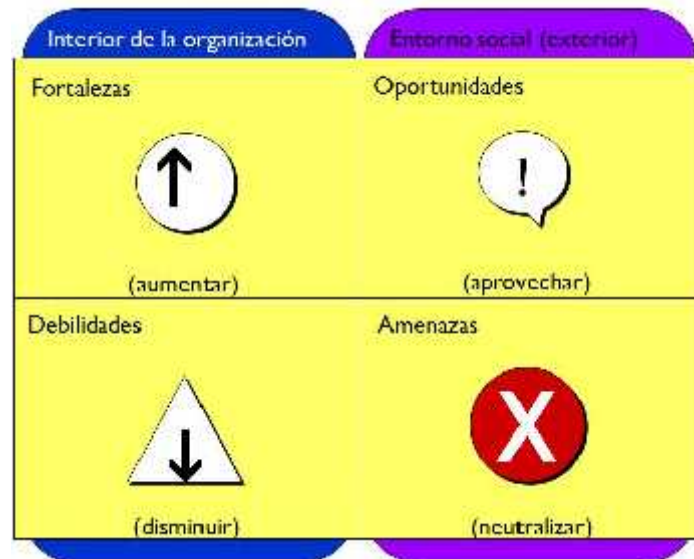 Interior de la organización
Entorno social (exterior)
Fortalezas
Oportunidades
!
(aumentar)
(aprovechar)
Debilidades
Amenazas
X
(disminuir)
(neutralizar)